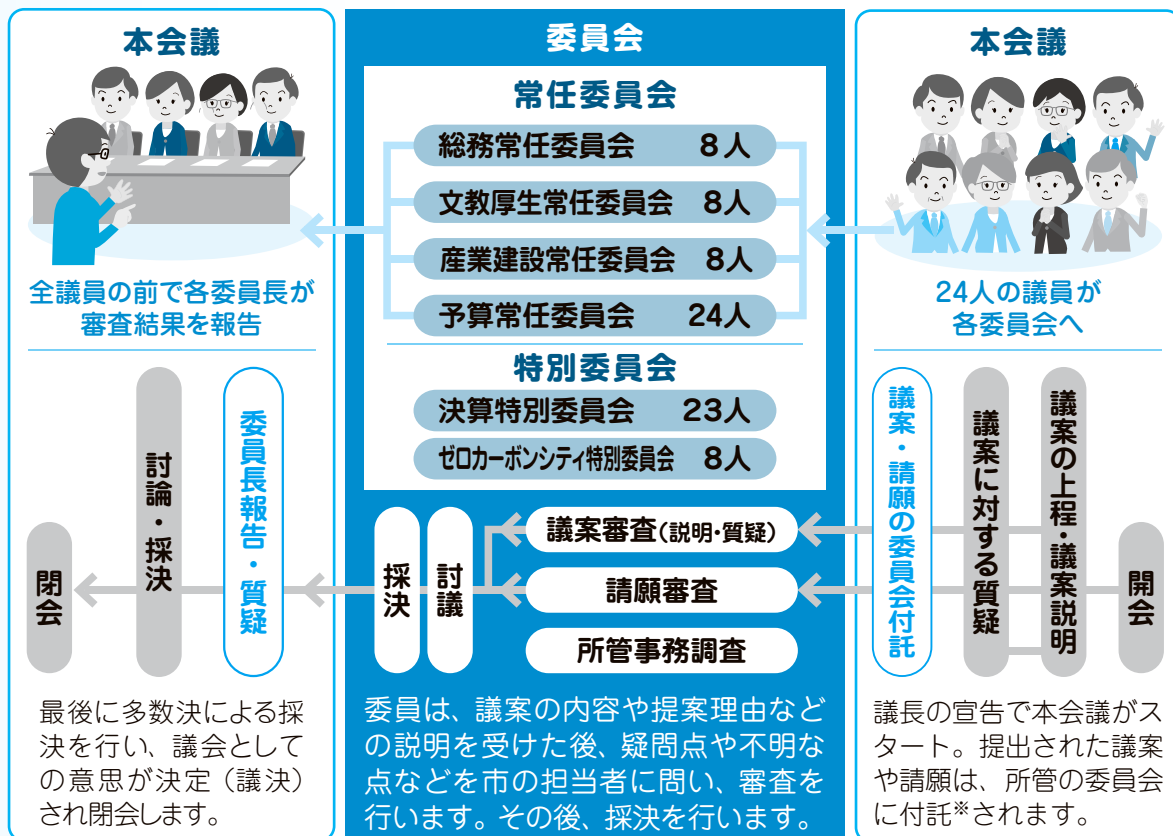 本会議
24人の議員が
各委員会へ
開会
議案の上程・議案説明
議案に対する質疑
議案・請願の委員会付託
議長の宣告で本会議がス
タート。提出された議案
や請願は、所管の委員会
に付託※されます。
委員会
常任委員会
総務常任委員会 8人
文教厚生常任委員会 8人
産業建設常任委員会 8人
予算常任委員会 24人
特別委員会
決算特別委員会 23人
ゼロカーボンシティ特別委員会 8人
議案審査(説明・質疑)
請願審査
所管事務調査
討議
採決
委員は、議案の内容や提案理由など
の説明を受けた後、疑問点や不明な
点などを市の担当者に問い、審査を
行います。その後、採決を行います。
本会議
全議員の前で各委員長が
審査結果を報告
委員長報告・質疑
討論・採決
閉会
最後に多数決による採
決を行い、議会として
の意思が決定(議決)
され閉会します。